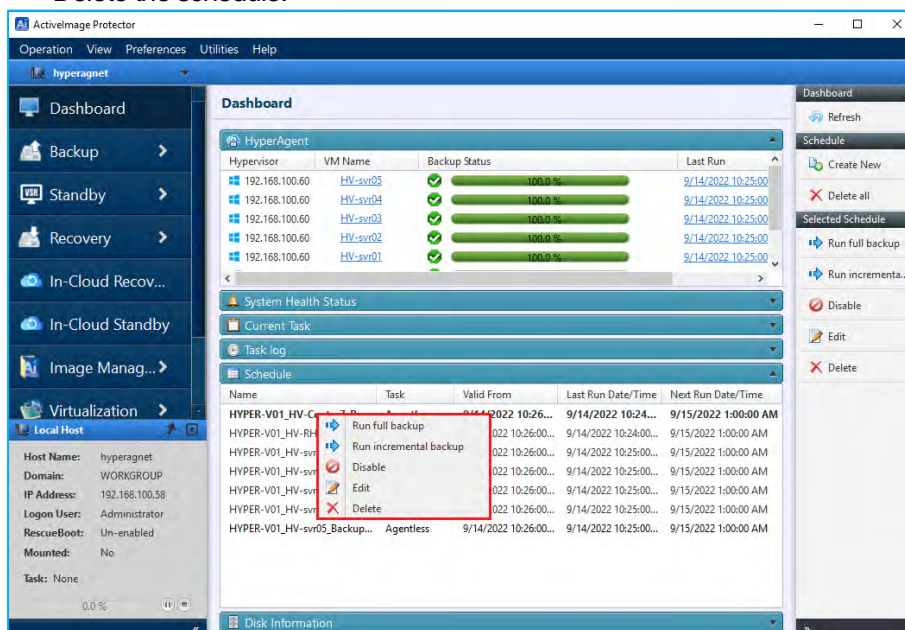 Delete the schedule.
ActiveImage Protector
Operation View Preferences Utilities Help
hyperagnet
Dashboard
Backup
Standby
Recovery
In-Cloud Recov...
In-Cloud Standby
Image Manag...
Virtualization
Local Host
Host Name: hyperagnet
Domain: WORKGROUP
IP Address: 192.168.100.58
Logon User: Administrator
RescueBoot: Un-enabled
Mounted: No
Task: None
0.0 %
Dashboard
HyperAgent
Hypervisor VM Name Backup Status Last Run
192.168.100.60 HV-svr05 100.0 % 9/14/2022 10:25:00
192.168.100.60 HV-svr04 100.0 % 9/14/2022 10:25:00
192.168.100.60 HV-svr03 100.0 % 9/14/2022 10:25:00
192.168.100.60 HV-svr02 100.0 % 9/14/2022 10:25:00
192.168.100.60 HV-svr01 100.0 % 9/14/2022 10:25:00
System Health Status
Current Task
Task log
Schedule
Name Task Valid From Last Run Date/Time Next Run Date/Time
2022 10:26... 9/14/2022 10:24... 9/15/2022 1:00:00 AM
HYPER-V01_HV-RH 022 10:26:00... 9/14/2022 10:24:00... 9/15/2022 1:00:00 AM
HYPER-V01_HV-svr 022 10:26:00... 9/14/2022 10:25:00... 9/15/2022 1:00:00 AM
HYPER-V01_HV-svr 022 10:26:00... 9/14/2022 10:25:00... 9/15/2022 1:00:00 AM
HYPER-V01_HV-svr 022 10:26:00... 9/14/2022 10:25:00... 9/15/2022 1:00:00 AM
HYPER-V01_HV-svr 022 10:26:00... 9/14/2022 10:25:00... 9/15/2022 1:00:00 AM
HYPER-V01_HV-svr05_Backup... Agentless 9/14/2022 10:26:00... 9/14/2022 10:25:00... 9/15/2022 1:00:00 AM
Run full backup
Run incremental backup
Disable
Edit
Delete
Disk Information
Dashboard
Refresh
Schedule
Create New
Delete all
Selected Schedule
Run full backup
Run incrementa..
Disable
Edit
Delete